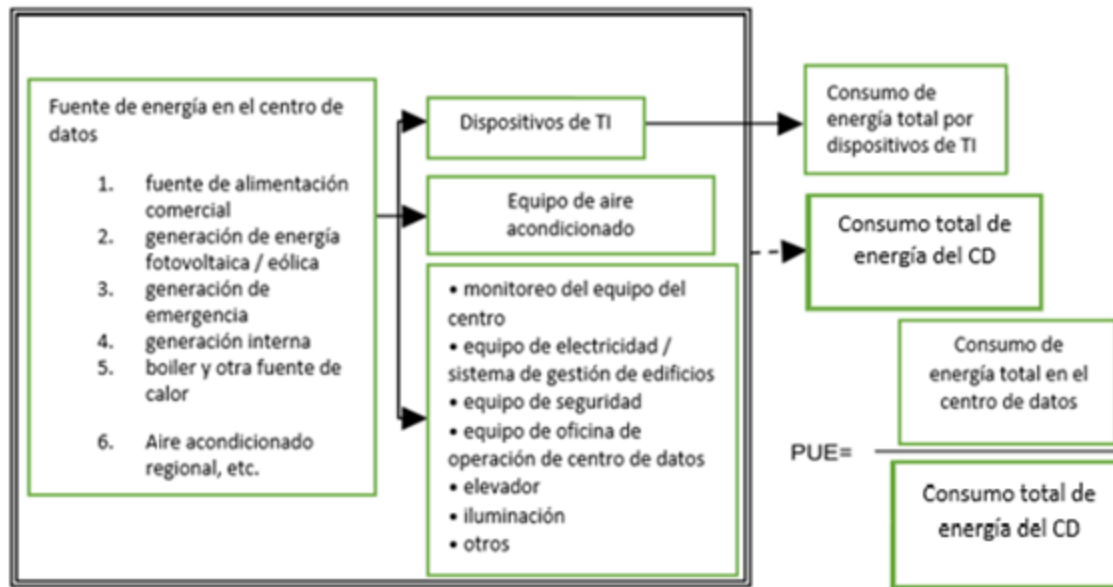 Fuente de energía en el centro de
datos
1. fuente de alimentación
comercial
2. generación de energía
fotovoltaica / eólica
3. generación de
emergencia
4. generación interna
5. boiler y otra fuente de
calor
6. Aire acondicionado
regional, etc.
Dispositivos de TI
Equipo de aire
acondicionado
• monitoreo del equipo del
centro
• equipo de electricidad /
sistema de gestión de edificios
• equipo de seguridad
• equipo de oficina de
operación de centro de datos
• elevador
• iluminación
• otros
Consumo de
energía total por
dispositivos de TI
Consumo total de
energía del CD
Consumo de
energía total en el
centro de datos
PUE=
Consumo total de
energía del CD